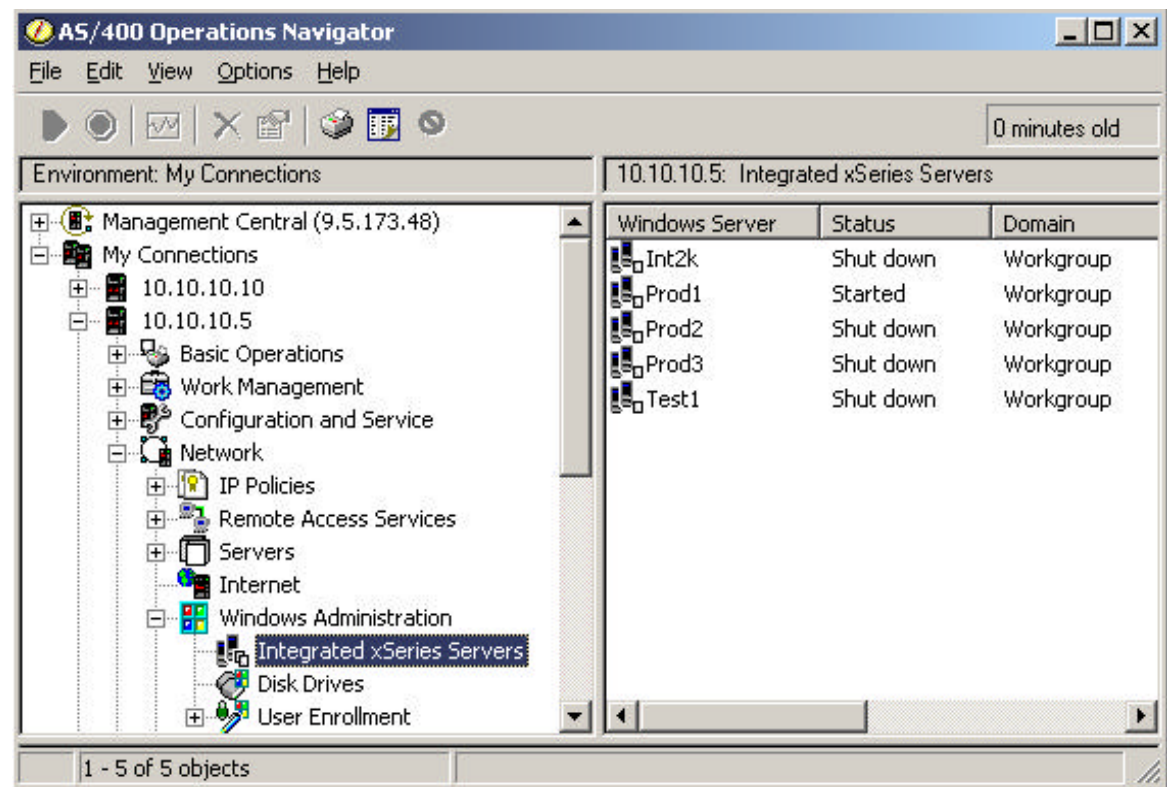 AS/400 Operations Navigator
File Edit View Options Help
0 minutes old
Environment: My Connections
10.10.10.5: Integrated xSeries Servers
Management Central (9.5.173.48)
My Connections
10.10.10.10
10.10.10.5
Basic Operations
Work Management
Configuration and Service
Network
IP Policies
Remote Access Services
Servers
Internet
Windows Administration
Integrated xSeries Servers
Disk Drives
User Enrollment
Windows Server Status Domain
Int2k Shut down Workgroup
Prod1 Started Workgroup
Prod2 Shut down Workgroup
Prod3 Shut down Workgroup
Test1 Shut down Workgroup
1 - 5 of 5 objects